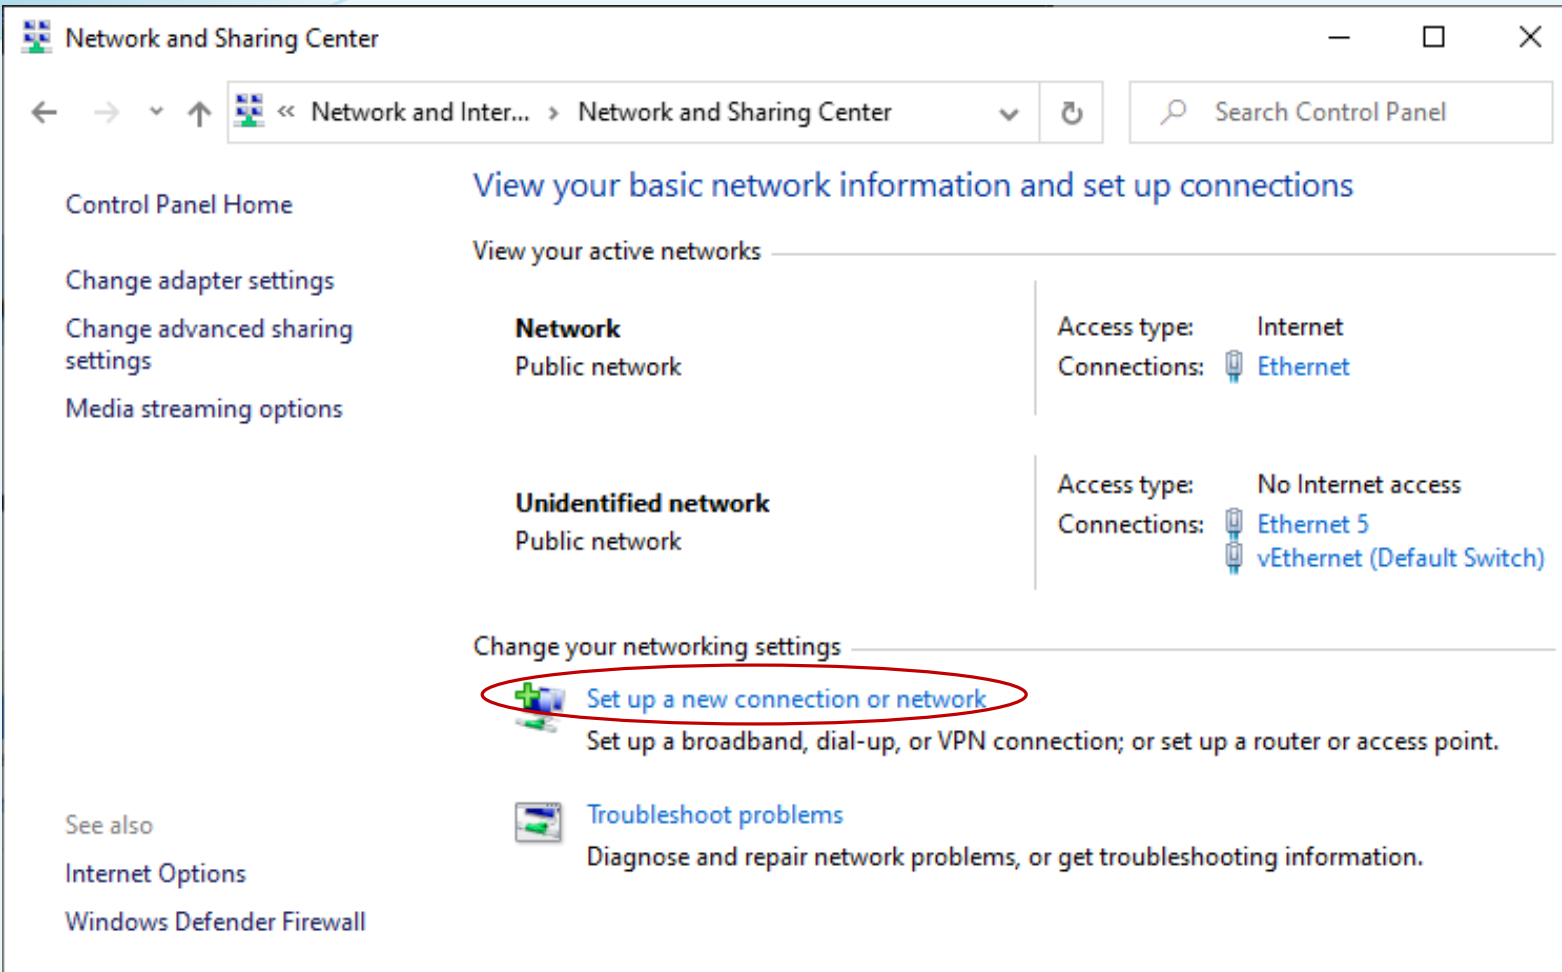 Network and Sharing Center
« Network and Inter... > Network and Sharing Center
Search Control Panel
Control Panel Home
Change adapter settings
Change advanced sharing
settings
Media streaming options
See also
Internet Options
Windows Defender Firewall
View your basic network information and set up connections
View your active networks
Network
Public network
Access type: Internet
Connections: Ethernet
Unidentified network
Public network
Access type: No Internet access
Connections: Ethernet 5
vEthernet (Default Switch)
Change your networking settings
Set up a new connection or network
Set up a broadband, dial-up, or VPN connection; or set up a router or access point.
Troubleshoot problems
Diagnose and repair network problems, or get troubleshooting information.